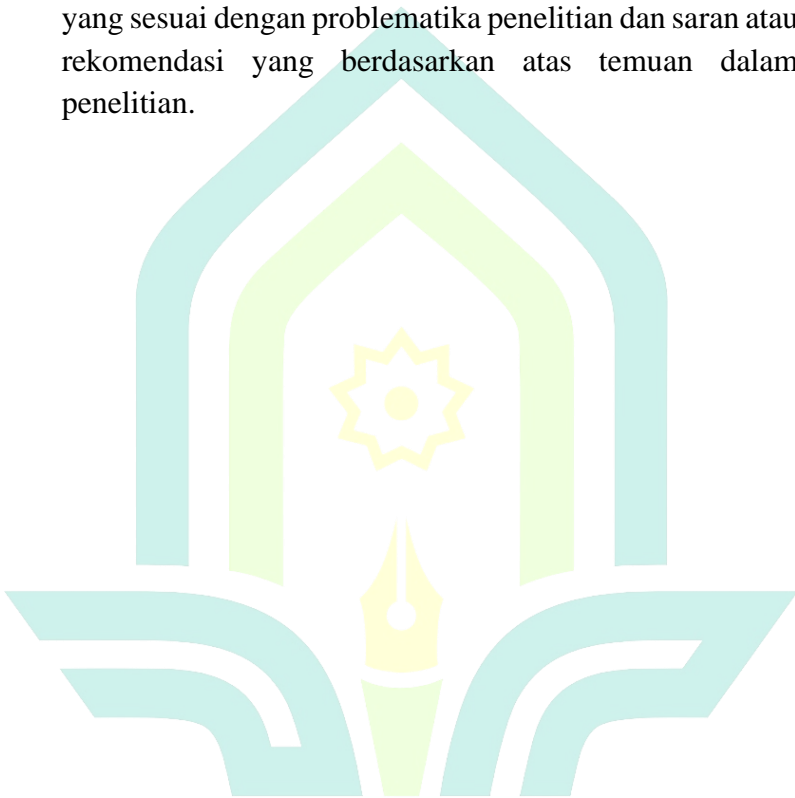 yang sesuai dengan problematika penelitian dan saran atau
rekomendasi yang berdasarkan atas temuan dalam
penelitian.